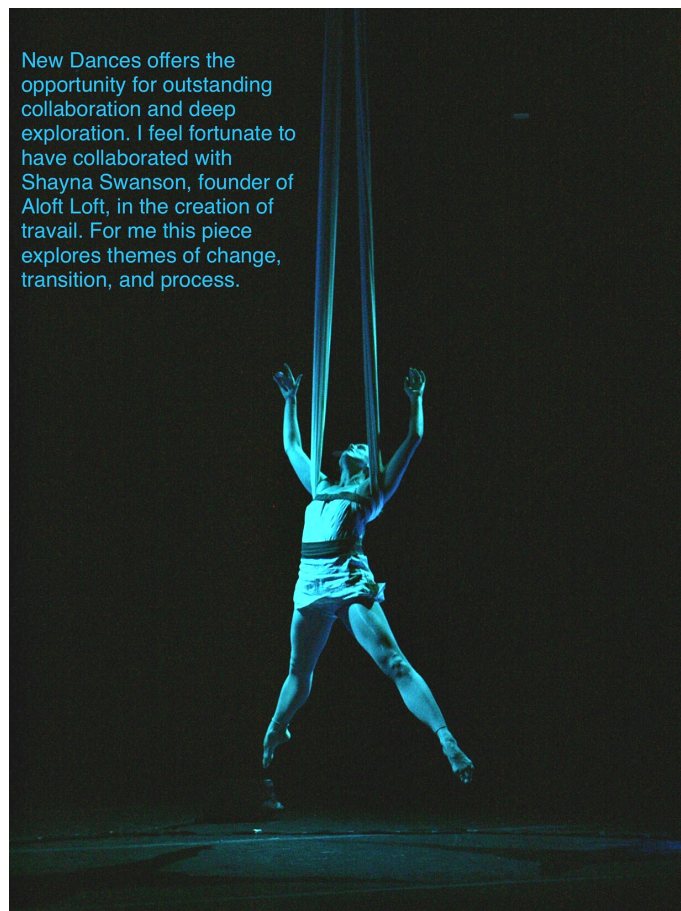 New Dances offers the
opportunity for outstanding
collaboration and deep
exploration. I feel fortunate to
have collaborated with
Shayna Swanson, founder of
Aloft Loft, in the creation of
travail. For me this piece
explores themes of change,
transition, and process.